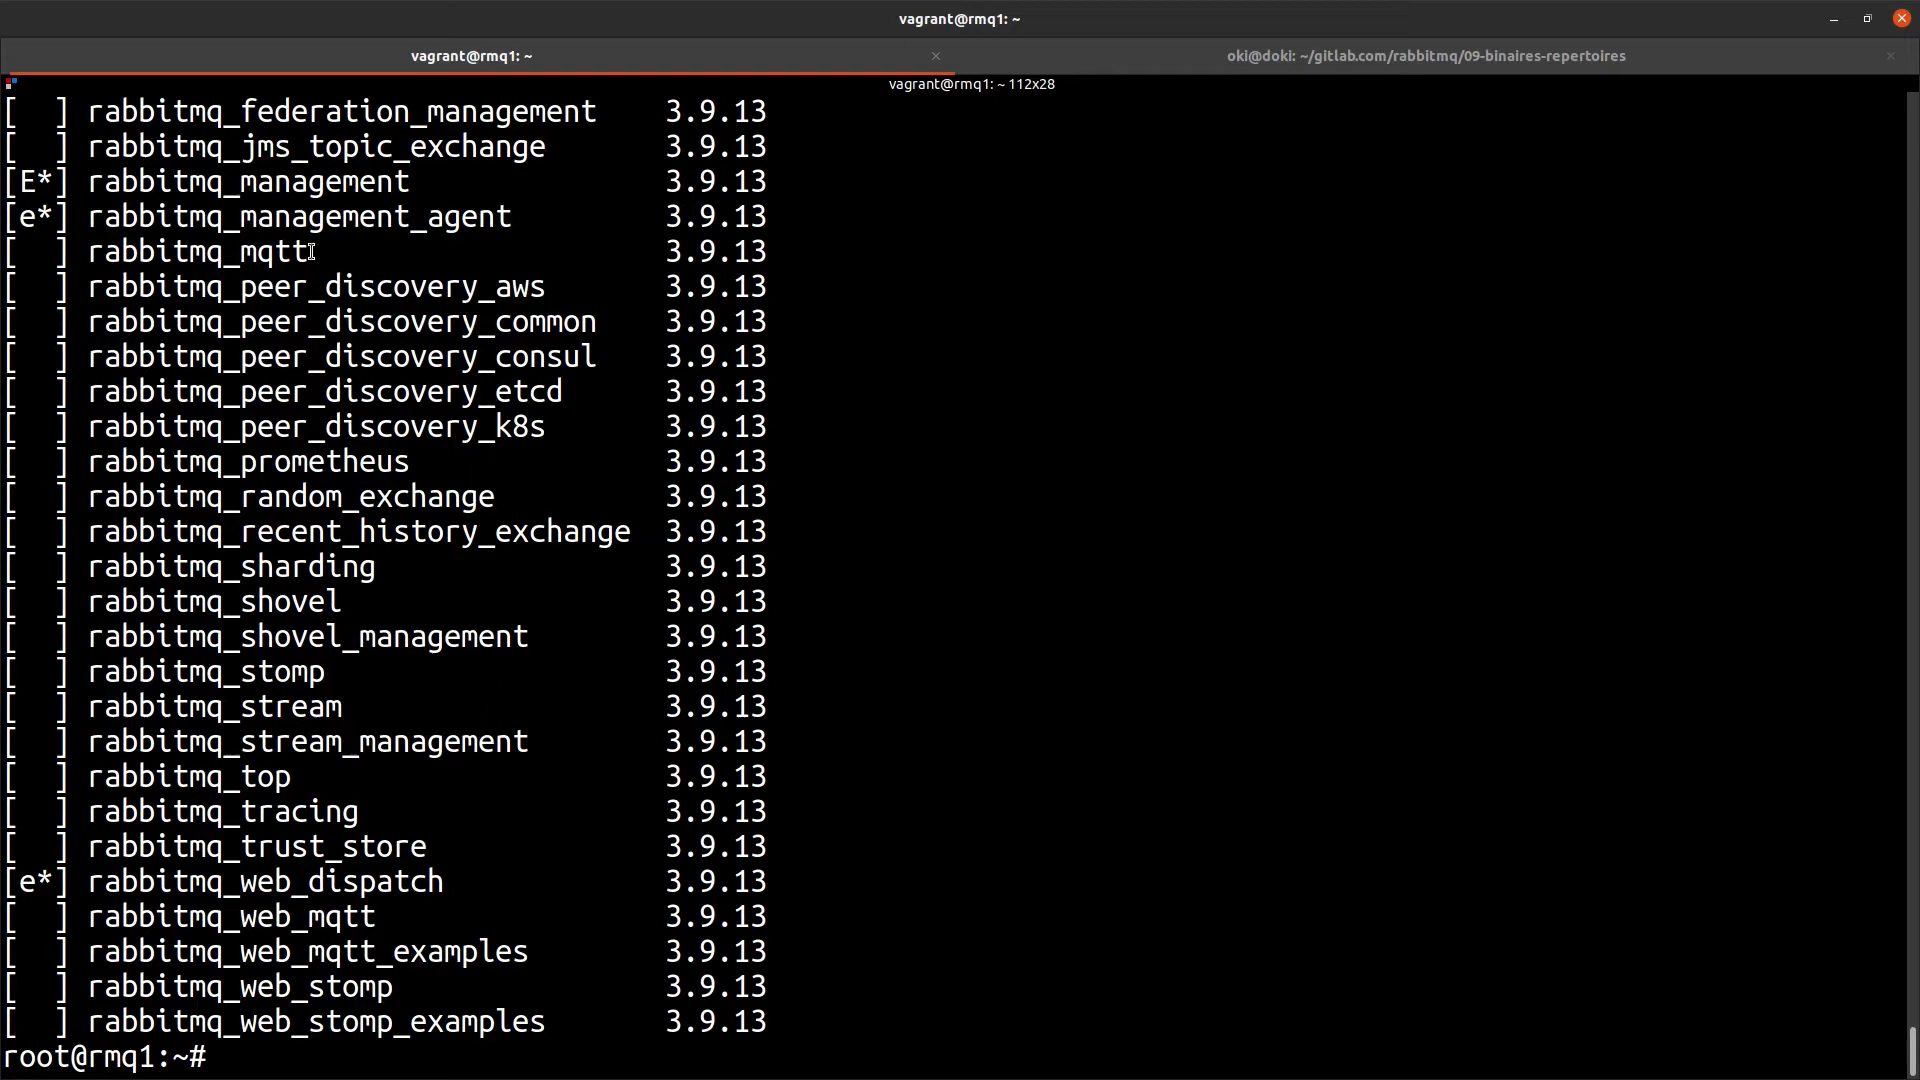 vagrant@rmq1: ~
vagrant@rmq1: ~
oki@doki: ~/gitlab.com/rabbitmq/09-binaires-repertoires
vagrant@rmq1: ~ 112x28
[  ] rabbitmq_federation_management    3.9.13
[  ] rabbitmq_jms_topic_exchange       3.9.13
[E*] rabbitmq_management               3.9.13
[e*] rabbitmq_management_agent         3.9.13
[  ] rabbitmq_mqtt                     3.9.13
[  ] rabbitmq_peer_discovery_aws       3.9.13
[  ] rabbitmq_peer_discovery_common    3.9.13
[  ] rabbitmq_peer_discovery_consul    3.9.13
[  ] rabbitmq_peer_discovery_etcd      3.9.13
[  ] rabbitmq_peer_discovery_k8s       3.9.13
[  ] rabbitmq_prometheus               3.9.13
[  ] rabbitmq_random_exchange          3.9.13
[  ] rabbitmq_recent_history_exchange  3.9.13
[  ] rabbitmq_sharding                 3.9.13
[  ] rabbitmq_shovel                   3.9.13
[  ] rabbitmq_shovel_management        3.9.13
[  ] rabbitmq_stomp                    3.9.13
[  ] rabbitmq_stream                   3.9.13
[  ] rabbitmq_stream_management        3.9.13
[  ] rabbitmq_top                      3.9.13
[  ] rabbitmq_tracing                  3.9.13
[  ] rabbitmq_trust_store              3.9.13
[e*] rabbitmq_web_dispatch             3.9.13
[  ] rabbitmq_web_mqtt                 3.9.13
[  ] rabbitmq_web_mqtt_examples        3.9.13
[  ] rabbitmq_web_stomp                3.9.13
[  ] rabbitmq_web_stomp_examples       3.9.13
root@rmq1:~#